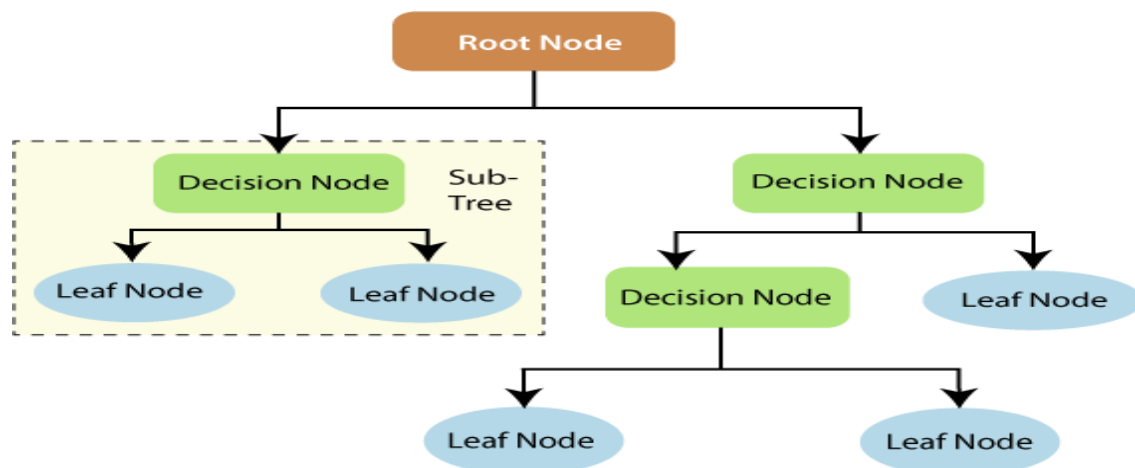 Root Node
Decision Node
Sub-
Tree
Decision Node
Leaf Node
Leaf Node
Decision Node
Leaf Node
Leaf Node
Leaf Node